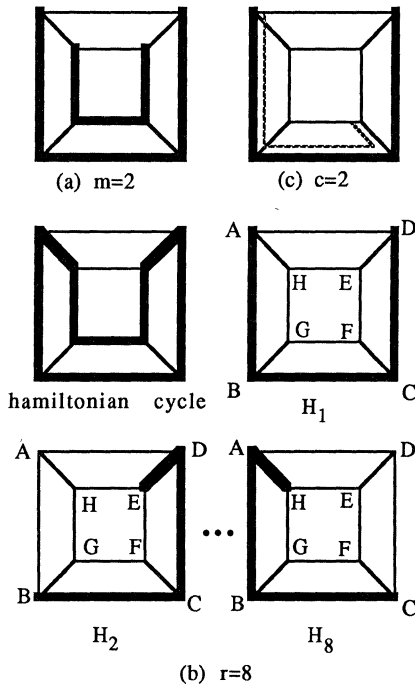 (a) m=2
(c) c=2
A
D
H
E
G
F
hamiltonian cycle
B
C
H₁
A
D
H
E
G
F
B
C
H₂
...
A
D
H
E
G
F
B
C
H₈
(b) r=8